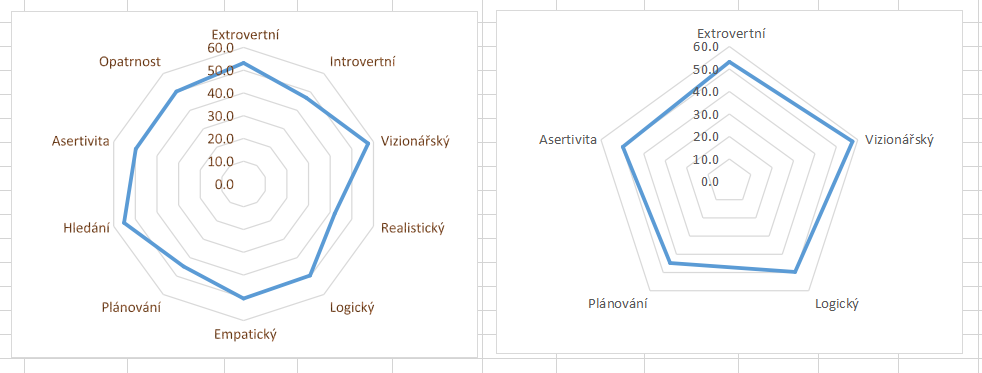 Extrovertní
60.0
Opatrnost
Introvertní
50.0
40.0
30.0
Asertivita
Vizionářský
20.0
10.0
0.0
Hledání
Realistický
Plánování
Logický
Empatický
Extrovertní
60.0
50.0
40.0
30.0
Asertivita
Vizionářský
20.0
10.0
0.0
Plánování
Logický